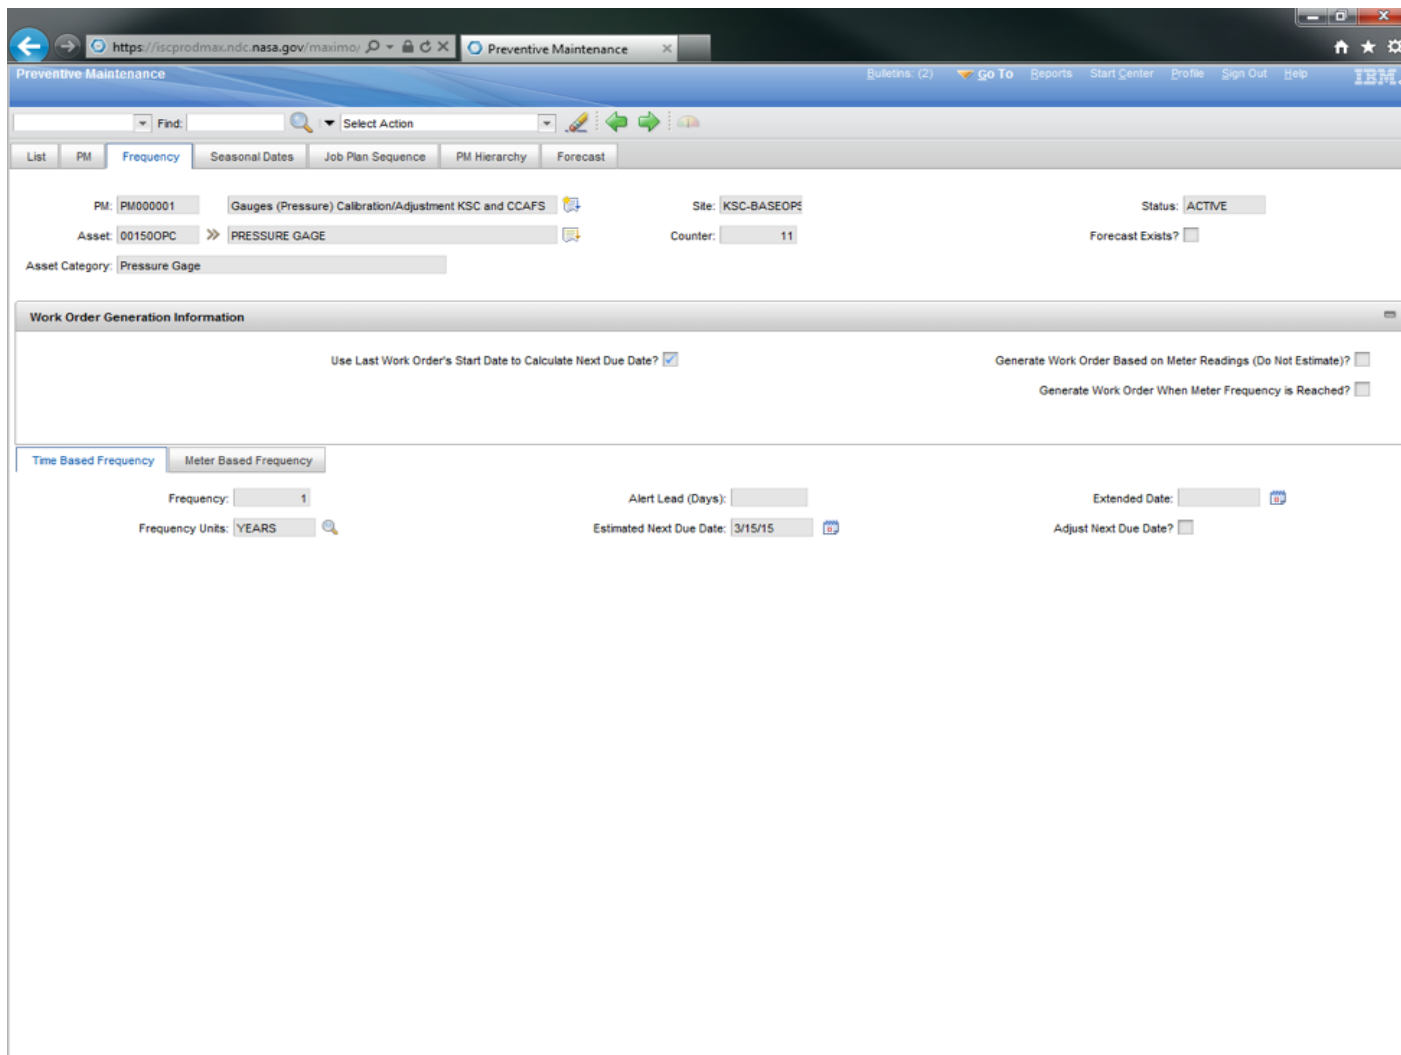 https://iscprodmax.ndc.nasa.gov/maximo/ Preventive Maintenance
Preventive Maintenance Bulletins: (2) Go To Reports Start Center Profile Sign Out Help IBM.
Find: Select Action
List PM Frequency Seasonal Dates Job Plan Sequence PM Hierarchy Forecast
PM: PM000001 Gauges (Pressure) Calibration/Adjustment KSC and CCAFS Site: KSC-BASEOPS Status: ACTIVE
Asset: 00150OPC PRESSURE GAGE Counter: 11 Forecast Exists?
Asset Category: Pressure Gage
Work Order Generation Information
Use Last Work Order's Start Date to Calculate Next Due Date? Generate Work Order Based on Meter Readings (Do Not Estimate)?
Generate Work Order When Meter Frequency is Reached?
Time Based Frequency Meter Based Frequency
Frequency: 1 Alert Lead (Days): Extended Date:
Frequency Units: YEARS Estimated Next Due Date: 3/15/15 Adjust Next Due Date?